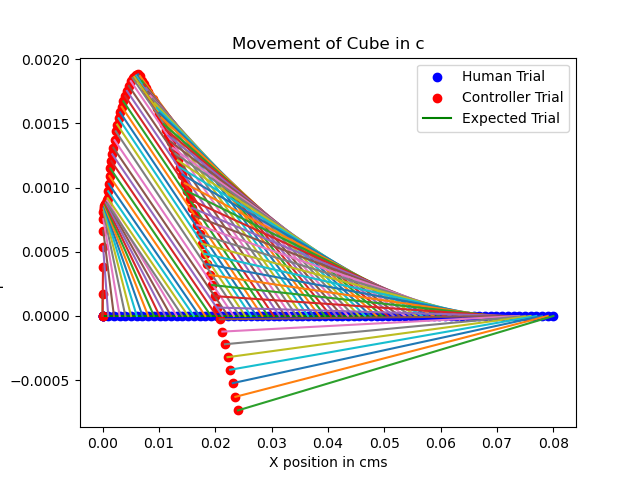 Movement of Cube in c
Human Trial
Controller Trial
Expected Trial
0.0020
0.0015
0.0010
0.0005
0.0000
−0.0005
0.00 0.01 0.02 0.03 0.04 0.05 0.06 0.07 0.08
X position in cms